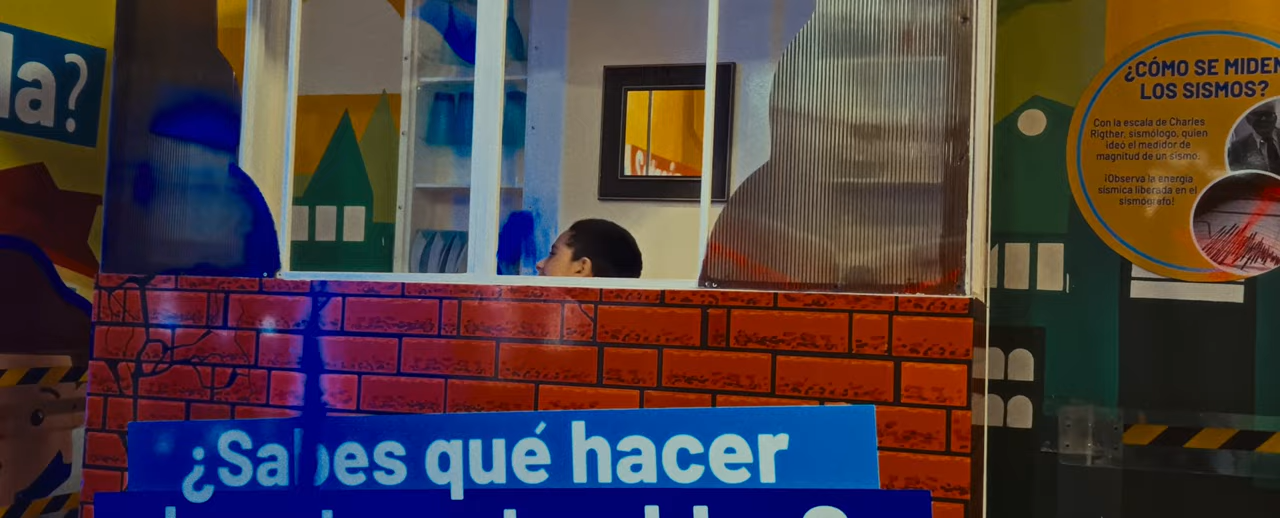 la?
¿Sabes qué hacer
¿CÓMO SE MIDEN
LOS SISMOS?
Con la escala de Charles
Rigther, sismólogo, quien
ideó el medidor de
magnitud de un sismo.
¡Observa la energía
sísmica liberada en el
sismógrafo!